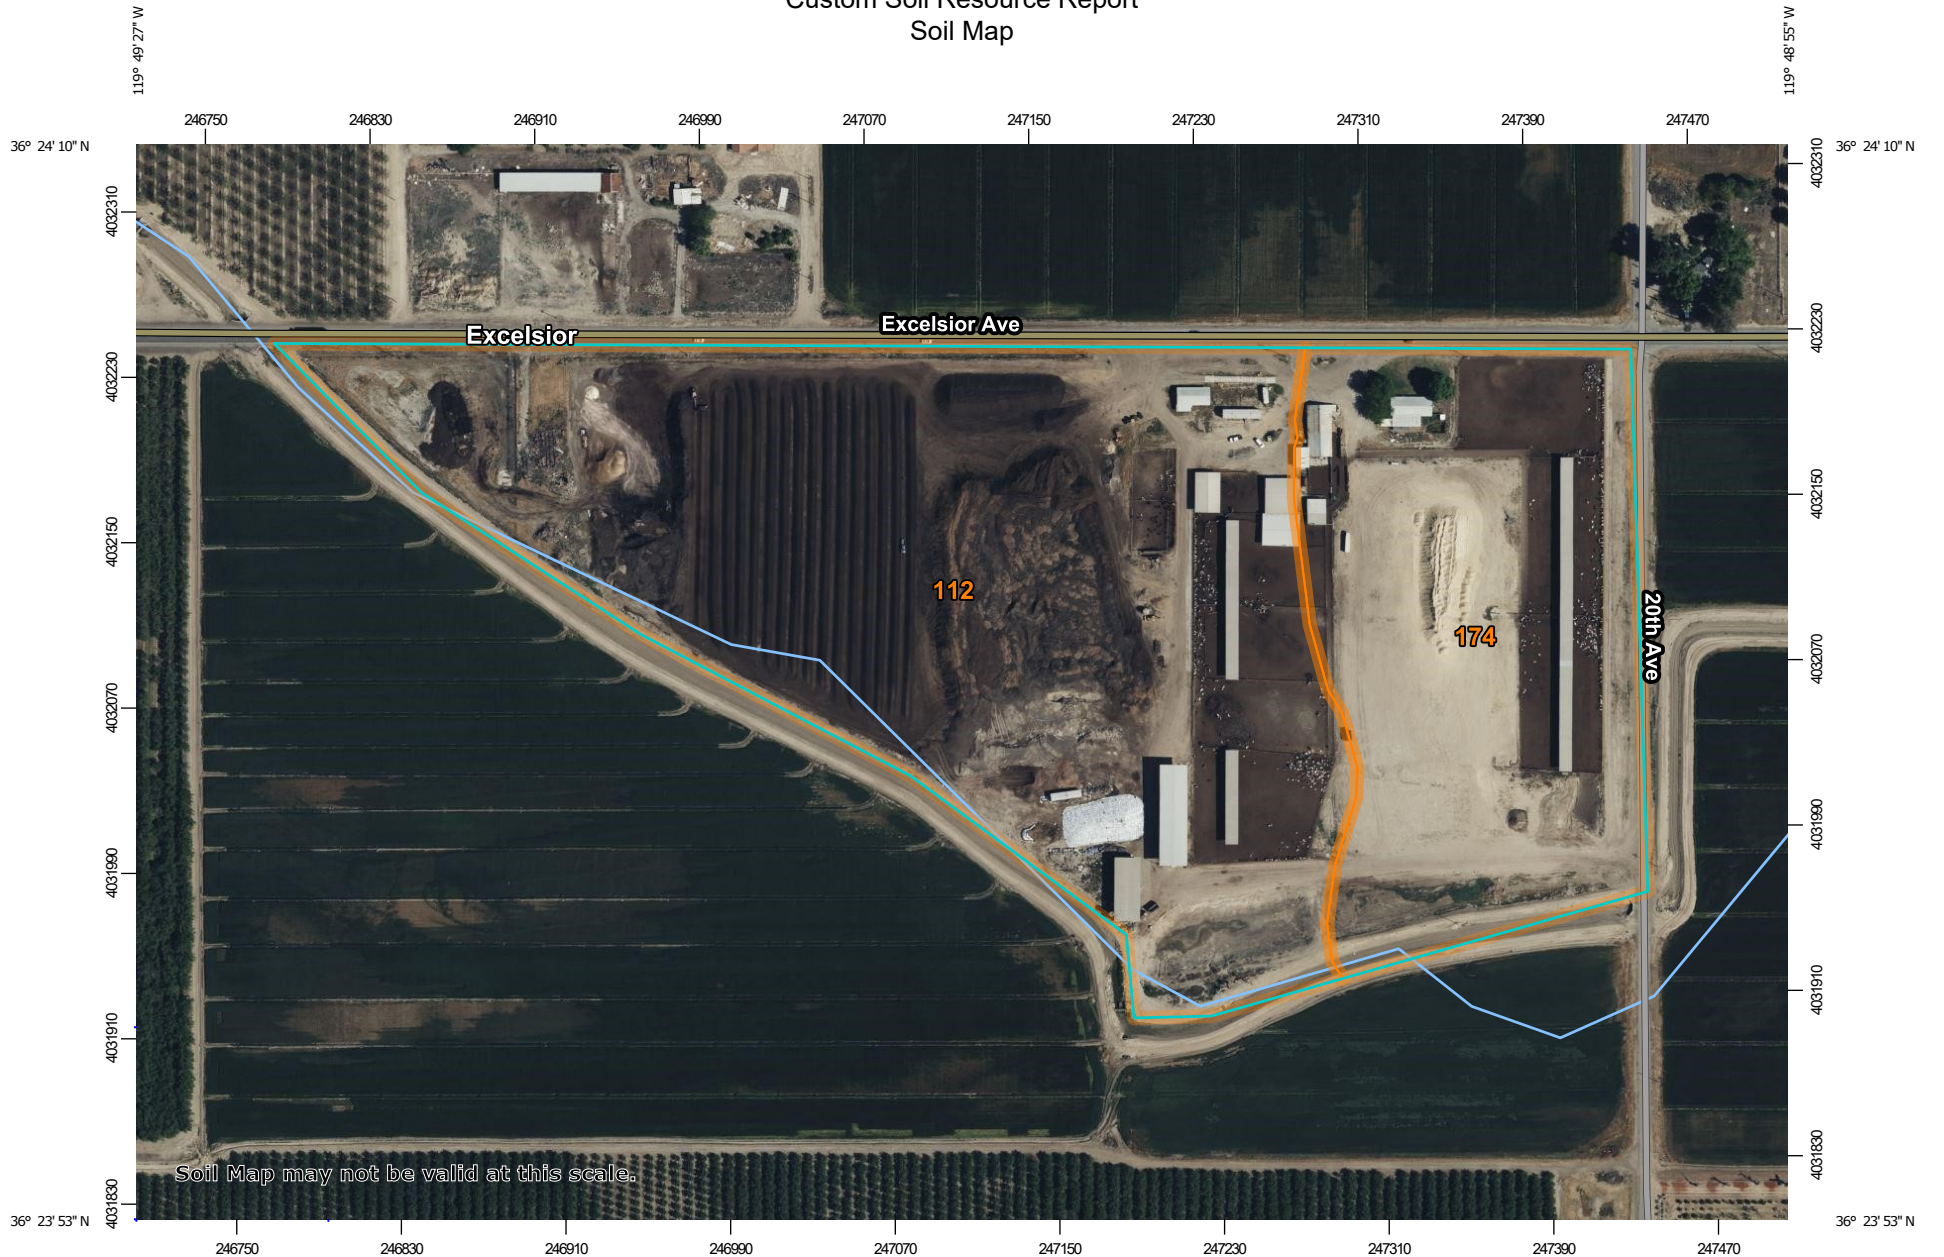 Custom Soil Resource Report
Soil Map
119° 49' 27" W
119° 48' 55" W
246750 246830 246910 246990 247070 247150 247230 247310 247390 247470
36° 24' 10" N
36° 24' 10" N
4032310
4032310
Excelsior
Excelsior Ave
4032230
4032230
4032150
4032150
112
174
20th Ave
4032070
4032070
4031990
4031990
4031910
4031910
Soil Map may not be valid at this scale.
4031830
4031830
36° 23' 53" N
36° 23' 53" N
246750 246830 246910 246990 247070 247150 247230 247310 247390 247470